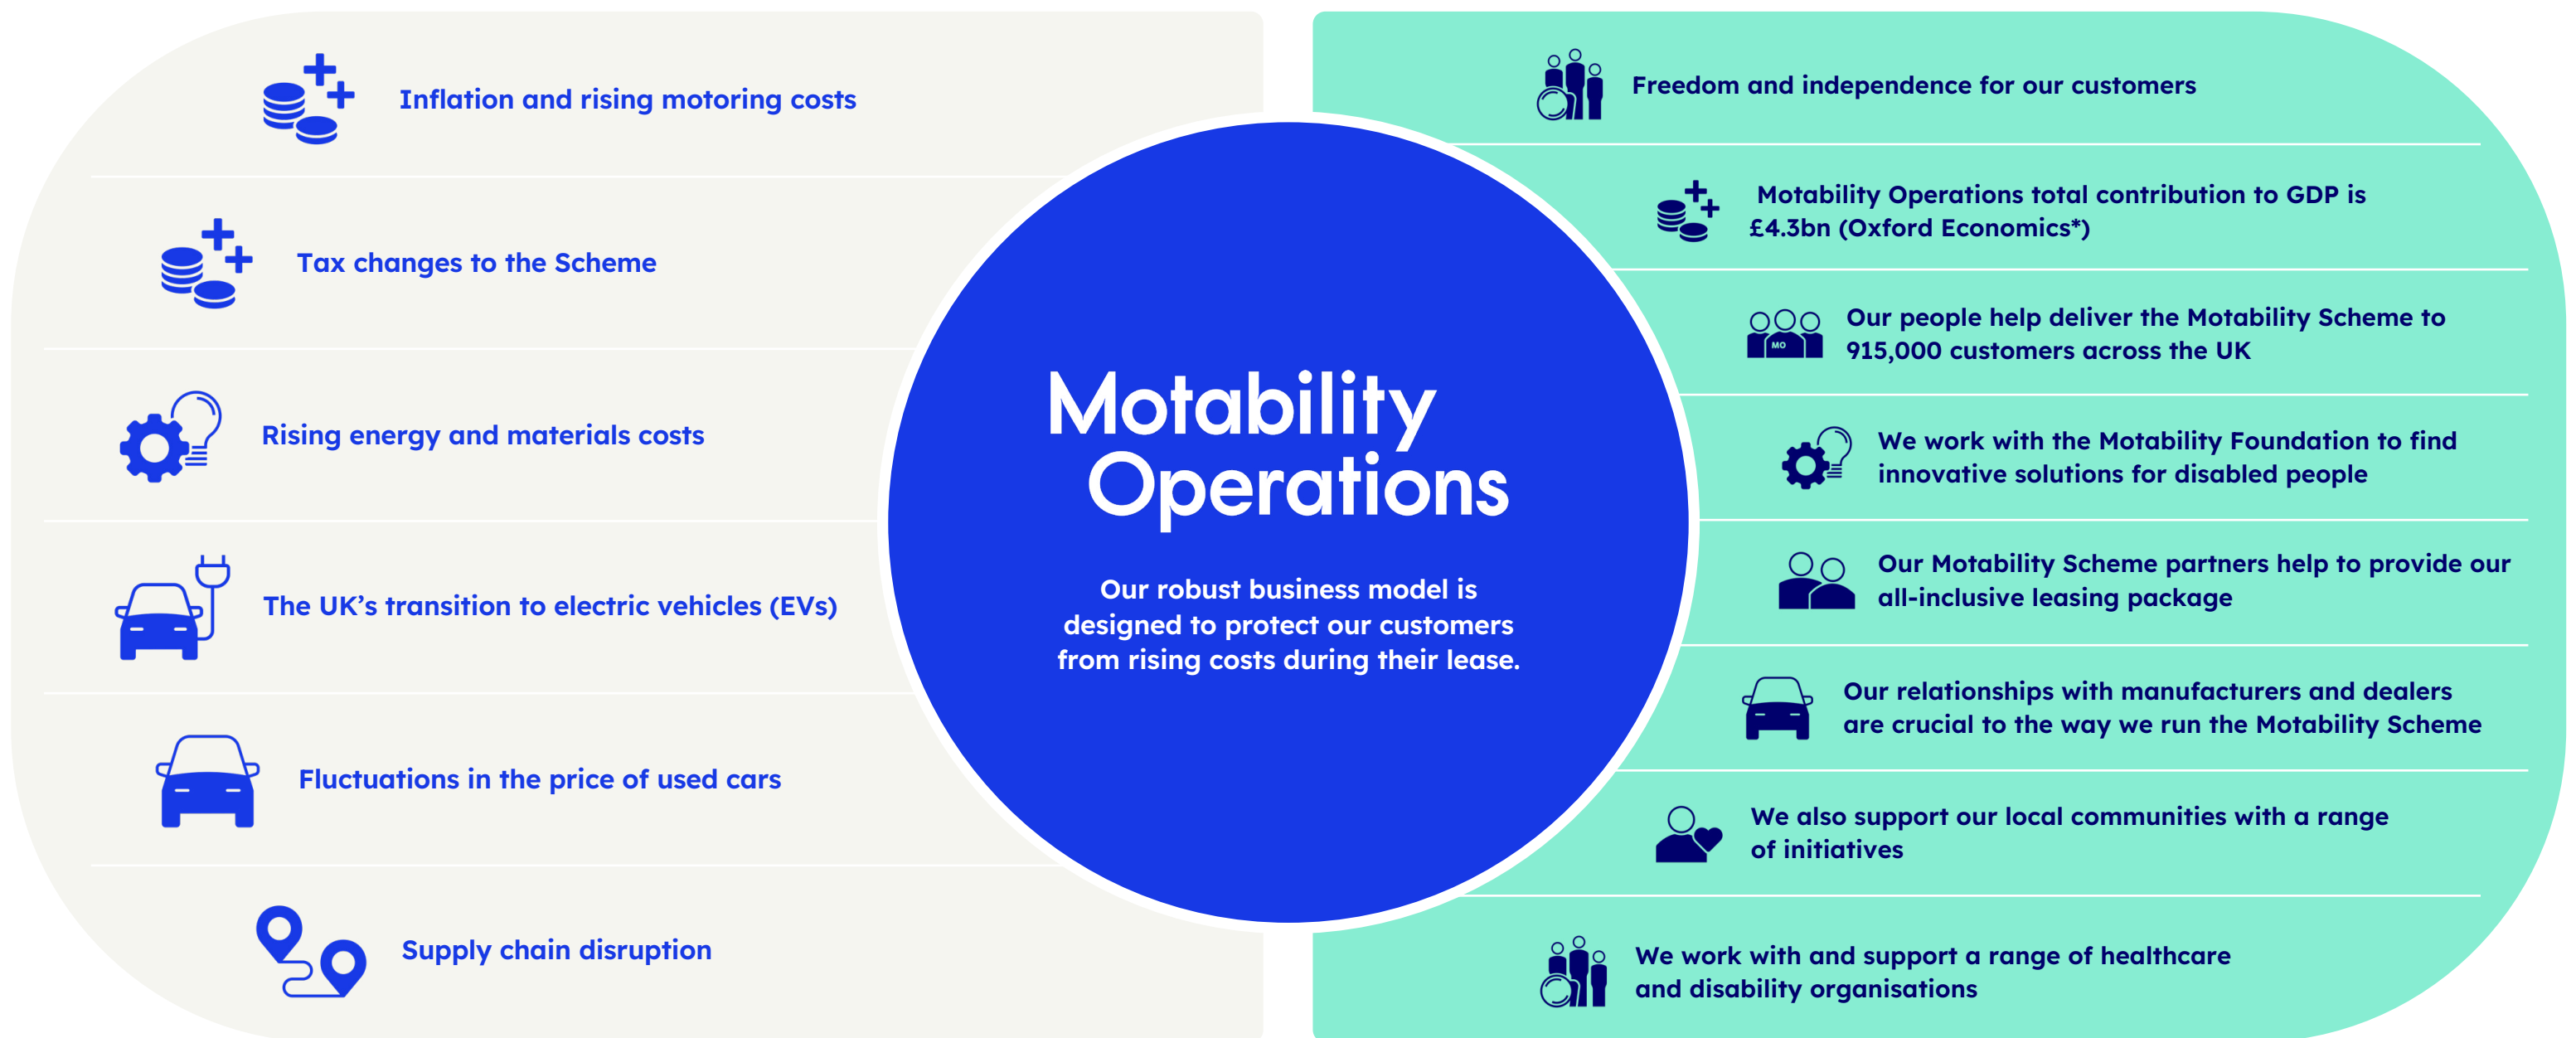 Inflation and rising motoring costs
Tax changes to the Scheme
Rising energy and materials costs
The UK’s transition to electric vehicles (EVs)
Fluctuations in the price of used cars
Supply chain disruption
Motability
Operations
Our robust business model is
designed to protect our customers
from rising costs during their lease.
Freedom and independence for our customers
Motability Operations total contribution to GDP is
£4.3bn (Oxford Economics*)
MO
Our people help deliver the Motability Scheme to
915,000 customers across the UK
We work with the Motability Foundation to find
innovative solutions for disabled people
Our Motability Scheme partners help to provide our
all-inclusive leasing package
Our relationships with manufacturers and dealers
are crucial to the way we run the Motability Scheme
We also support our local communities with a range
of initiatives
We work with and support a range of healthcare
and disability organisations